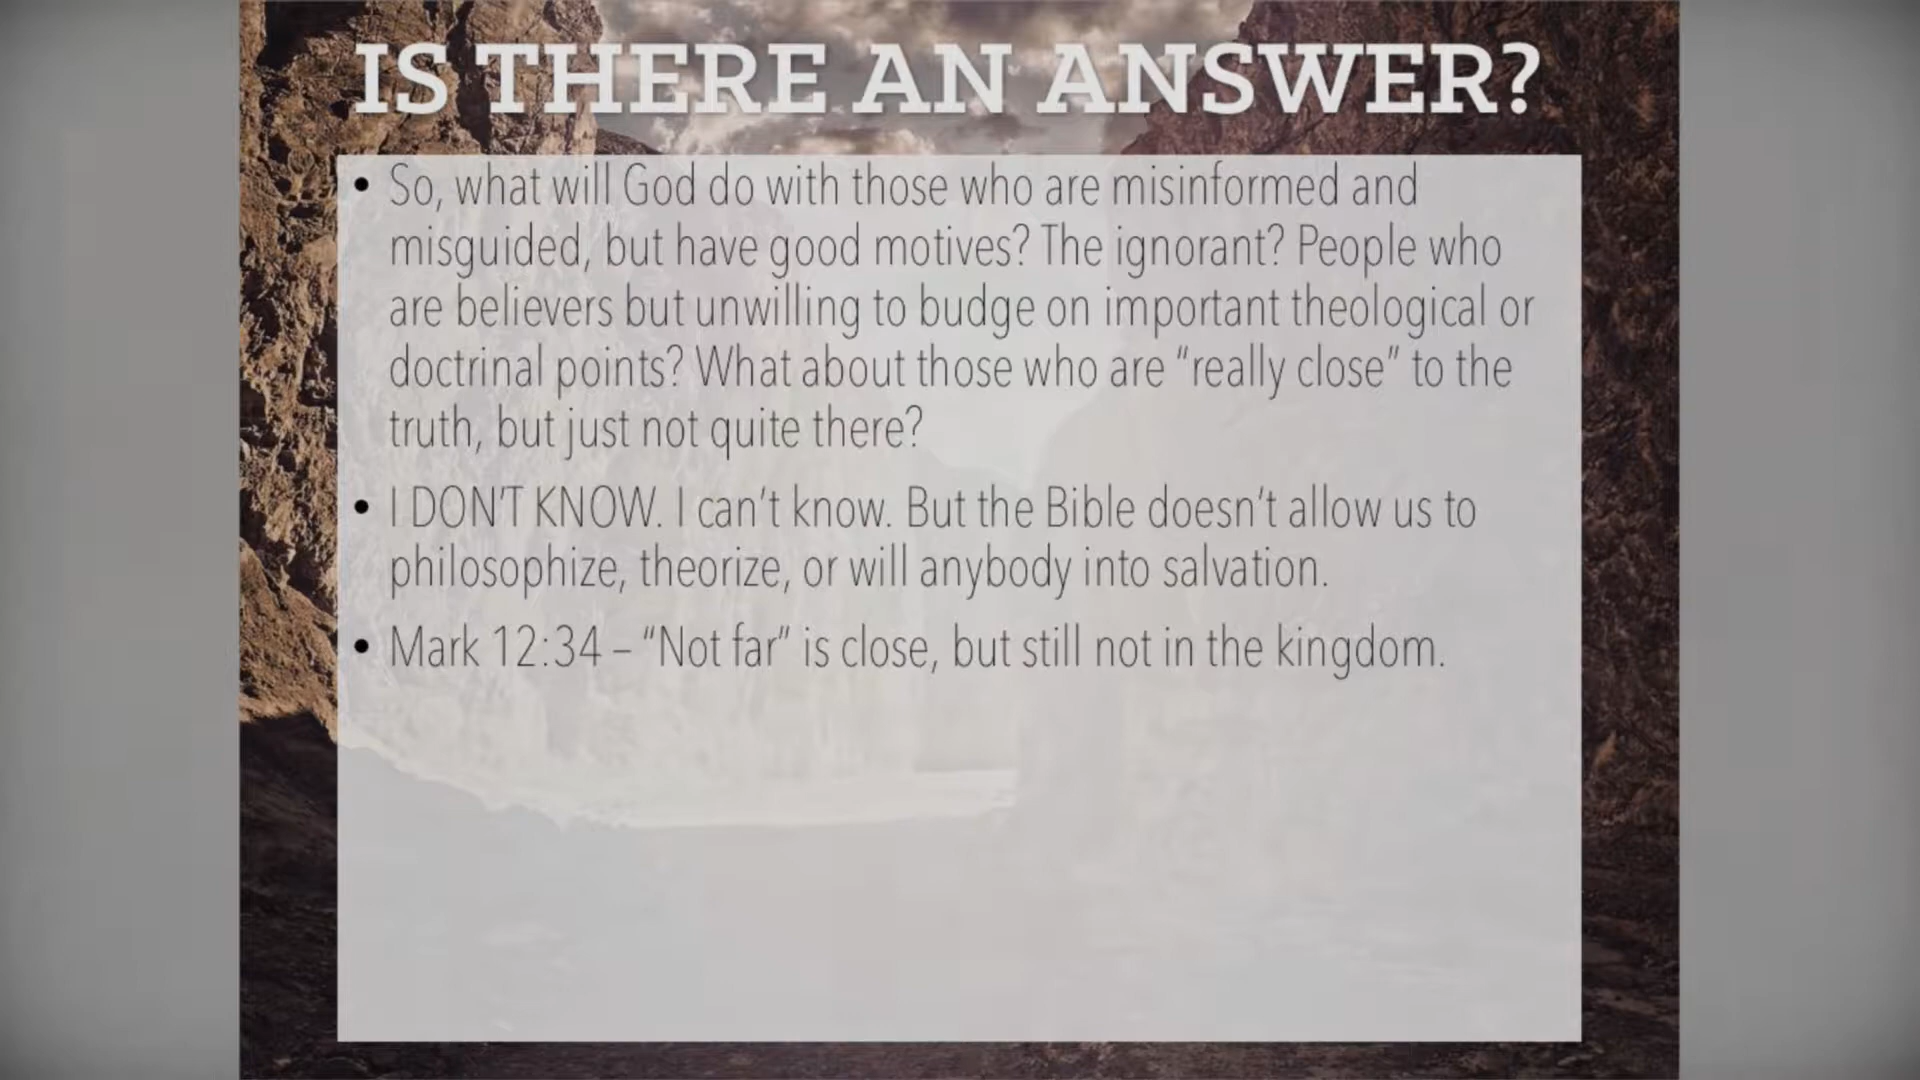 IS THERE AN ANSWER?
• So, what will God do with those who are misinformed and
misguided, but have good motives? The ignorant? People who
are believers but unwilling to budge on important theological or
doctrinal points? What about those who are “really close” to the
truth, but just not quite there?
• I DON’T KNOW. I can’t know. But the Bible doesn’t allow us to
philosophize, theorize, or will anybody into salvation.
• Mark 12:34 – “Not far” is close, but still not in the kingdom.